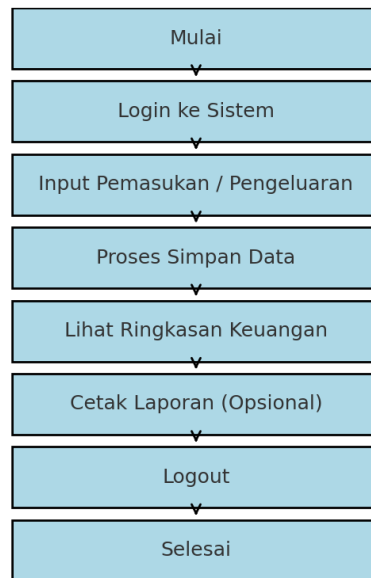 Mulai
Login ke Sistem
Input Pemasukan / Pengeluaran
Proses Simpan Data
Lihat Ringkasan Keuangan
Cetak Laporan (Opsional)
Logout
Selesai